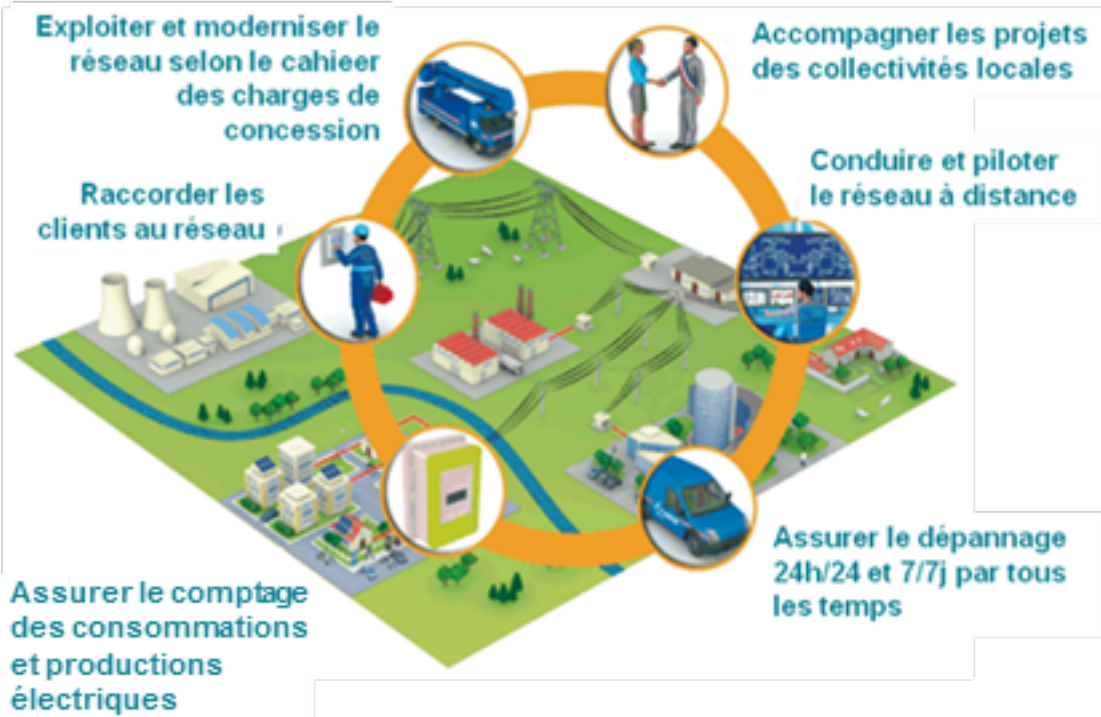 Exploiter et moderniser le
réseau selon le cahieer
des charges de
concession
Accompagner les projets
des collectivités locales
Conduire et piloter
le réseau à distance
Raccorder les
clients au réseau
Assurer le dépannage
24h/24 et 7/7j par tous
les temps
Assurer le comptage
des consommations
et productions
électriques